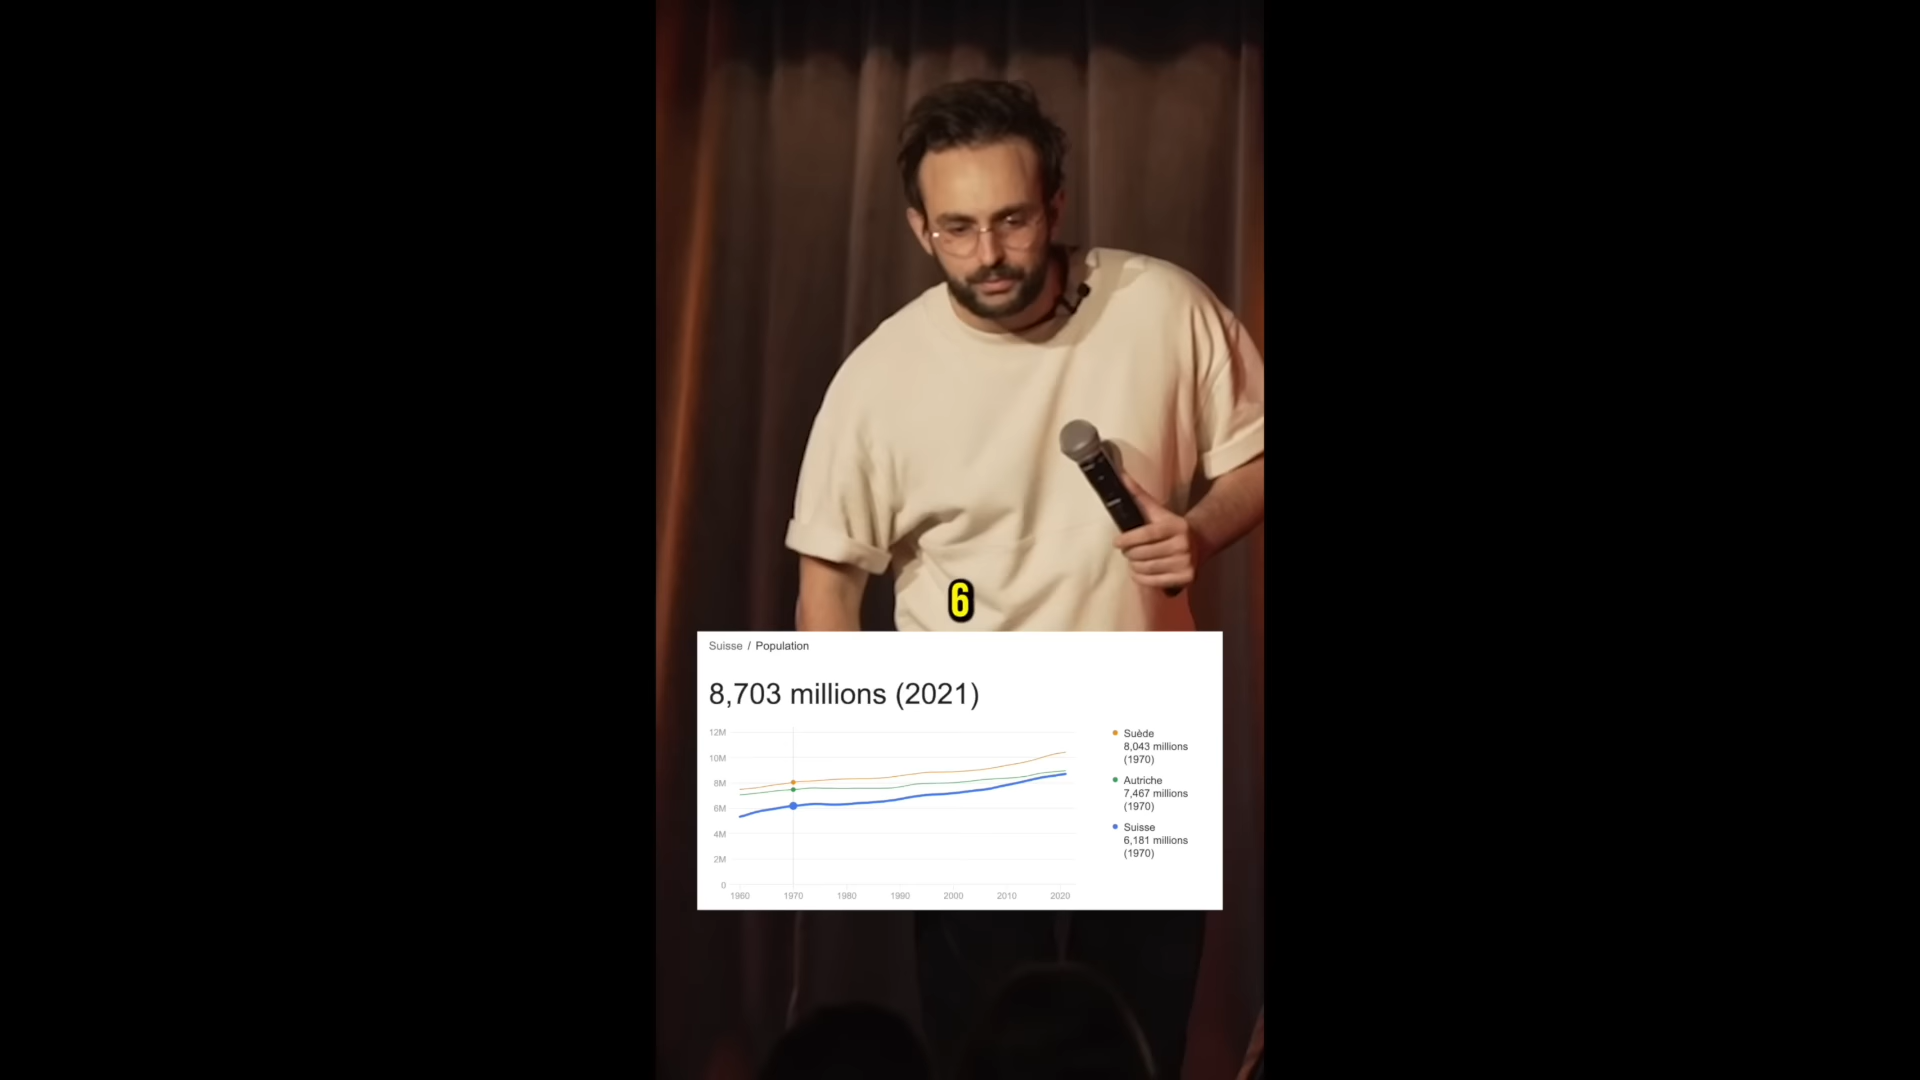 6
Suisse / Population
8,703 millions (2021)
12M
10M
8M
6M
4M
2M
0
1960 1970 1980 1990 2000 2010 2020
Suède
8,043 millions
(1970)
Autriche
7,467 millions
(1970)
Suisse
6,181 millions
(1970)